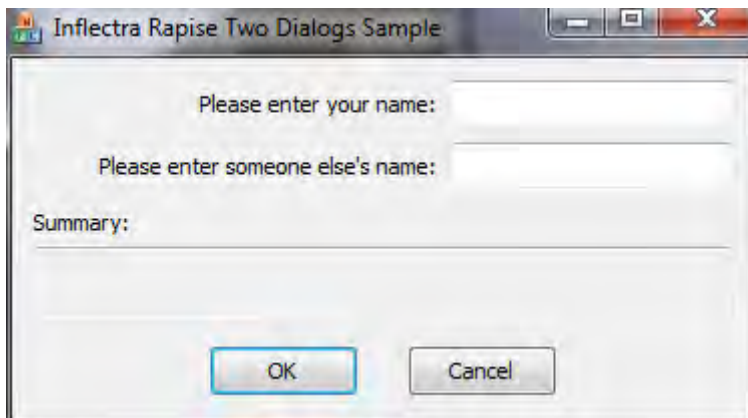 Inflectra Rapise Two Dialogs Sample
Please enter your name:
Please enter someone else's name:
Summary:
OK Cancel